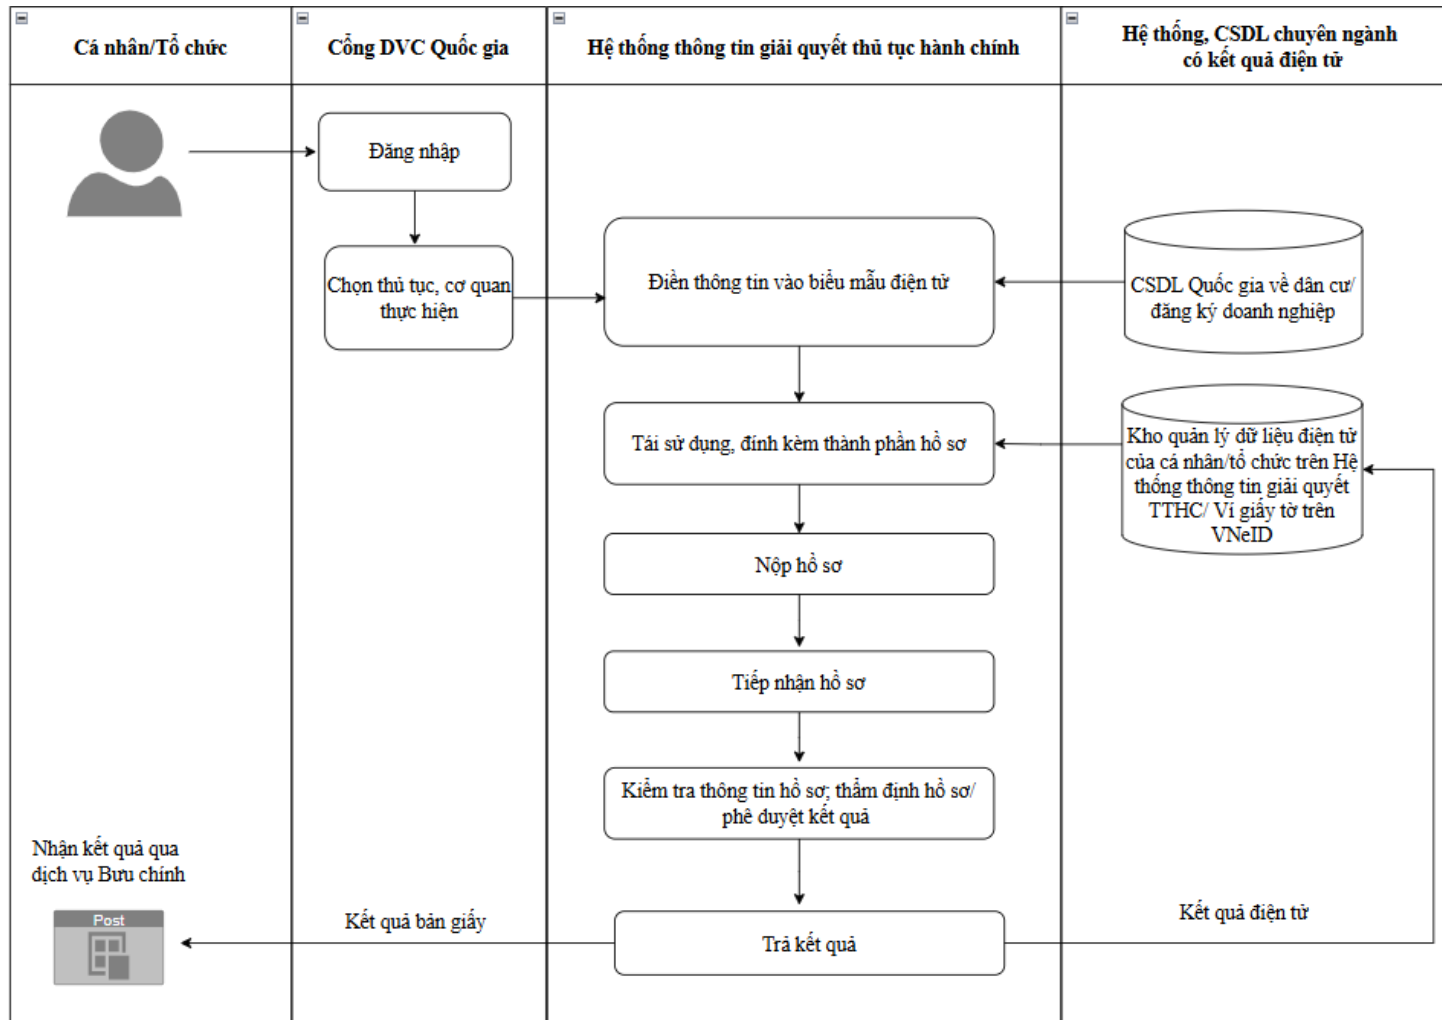 Cá nhân/Tổ chức
Cổng DVC Quốc gia
Hệ thống thông tin giải quyết thủ tục hành chính
Hệ thống, CSDL chuyên ngành
có kết quả điện tử
Đăng nhập
Chọn thủ tục, cơ quan
thực hiện
Điền thông tin vào biểu mẫu điện tử
CSDL Quốc gia về dân cư/
đăng ký doanh nghiệp
Tái sử dụng, đính kèm thành phần hồ sơ
Kho quản lý dữ liệu điện tử
của cá nhân/tổ chức trên Hệ
thống thông tin giải quyết
TTHC/ Ví giấy tờ trên
VNeID
Nộp hồ sơ
Tiếp nhận hồ sơ
Kiểm tra thông tin hồ sơ; thẩm định hồ sơ/
phê duyệt kết quả
Nhận kết quả qua
dịch vụ Bưu chính
Post
Kết quả bản giấy
Trả kết quả
Kết quả điện tử